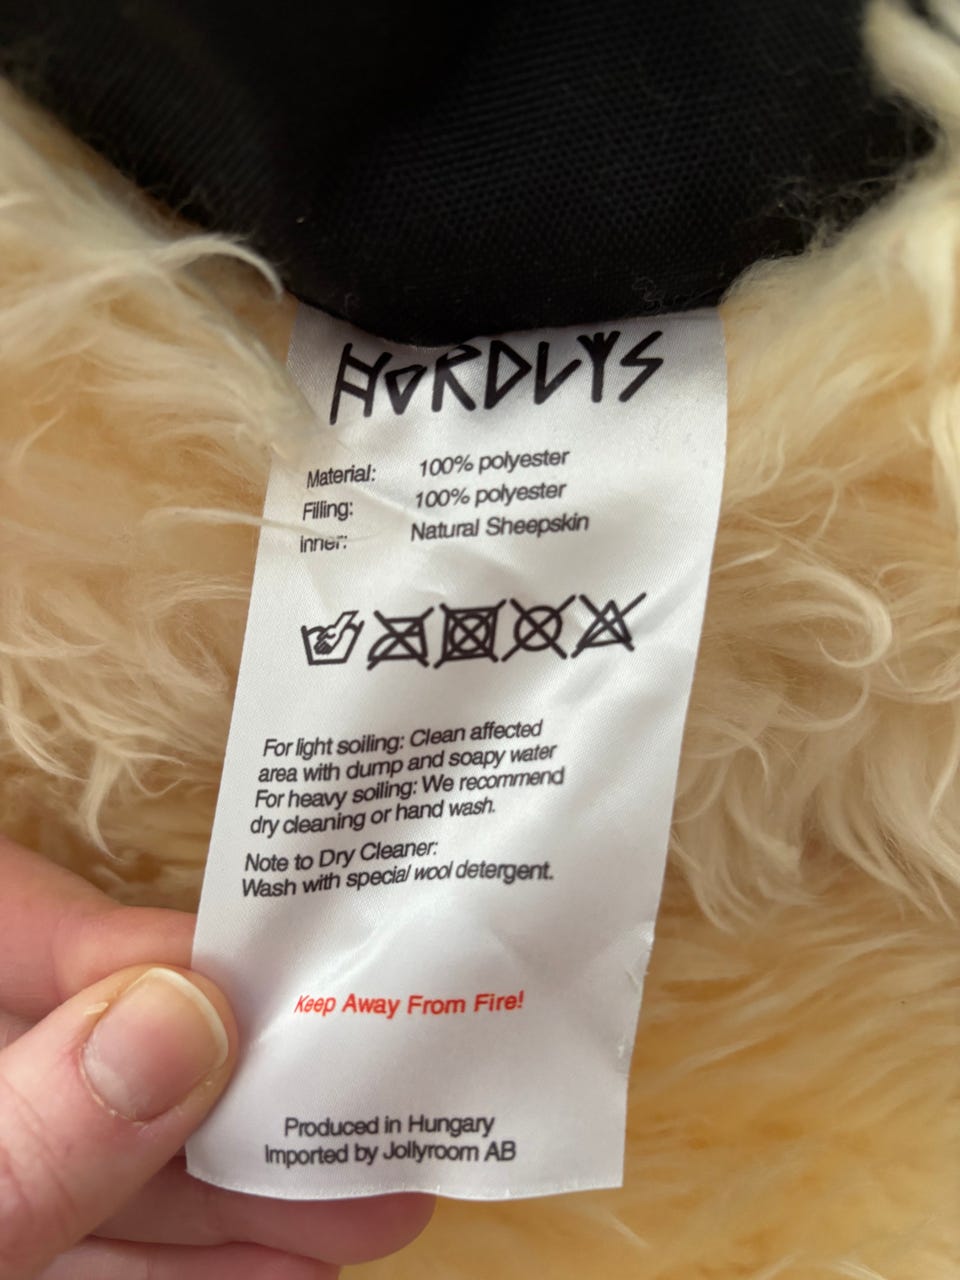 NORDLYS
Material: 100% polyester
Filling: 100% polyester
inner: Natural Sheepskin
For light soiling: Clean affected
area with dump and soapy water
For heavy soiling: We recommend
dry cleaning or hand wash.
Note to Dry Cleaner:
Wash with special wool detergent.
Keep Away From Fire!
Produced in Hungary
Imported by Jollyroom AB